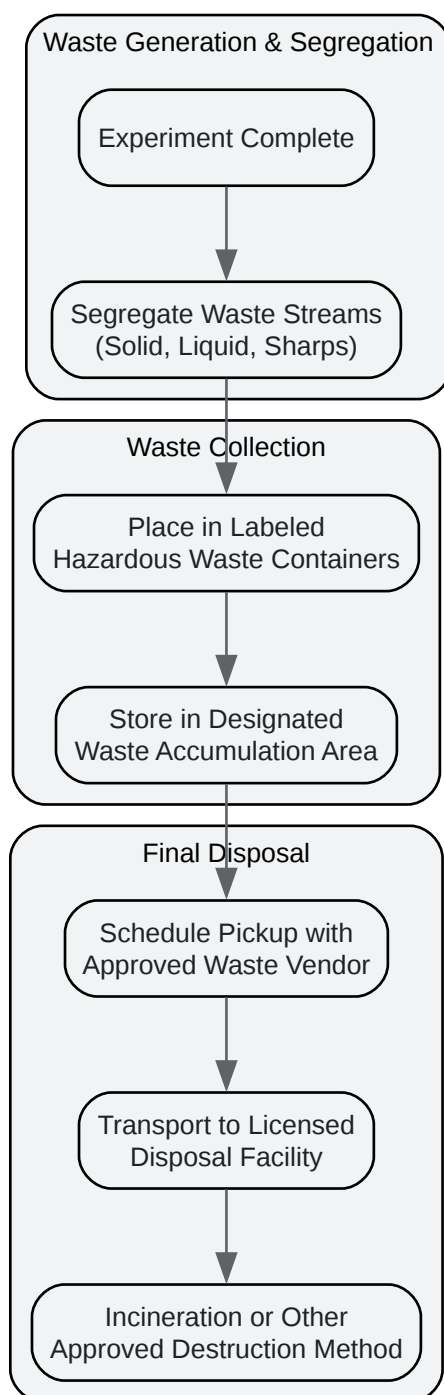 Waste Generation & Segregation
Experiment Complete
Segregate Waste Streams
(Solid, Liquid, Sharps)
Waste Collection
Place in Labeled
Hazardous Waste Containers
Store in Designated
Waste Accumulation Area
Final Disposal
Schedule Pickup with
Approved Waste Vendor
Transport to Licensed
Disposal Facility
Incineration or Other
Approved Destruction Method